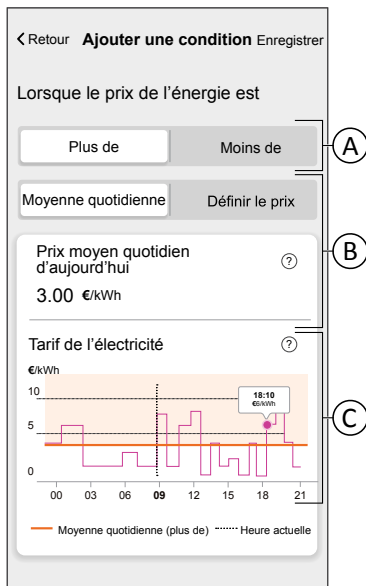 Retour Ajouter une condition Enregistrer
Lorsque le prix de l'énergie est
Plus de Moins de
A
Moyenne quotidienne Définir le prix
B
Prix moyen quotidien
d'aujourd'hui
?
3.00 €/kWh
Tarif de l'électricité
?
€/kWh
10
18:10
€6/kWh
C
5
0
00 03 06 09 12 15 18 21
Moyenne quotidienne (plus de) Heure actuelle